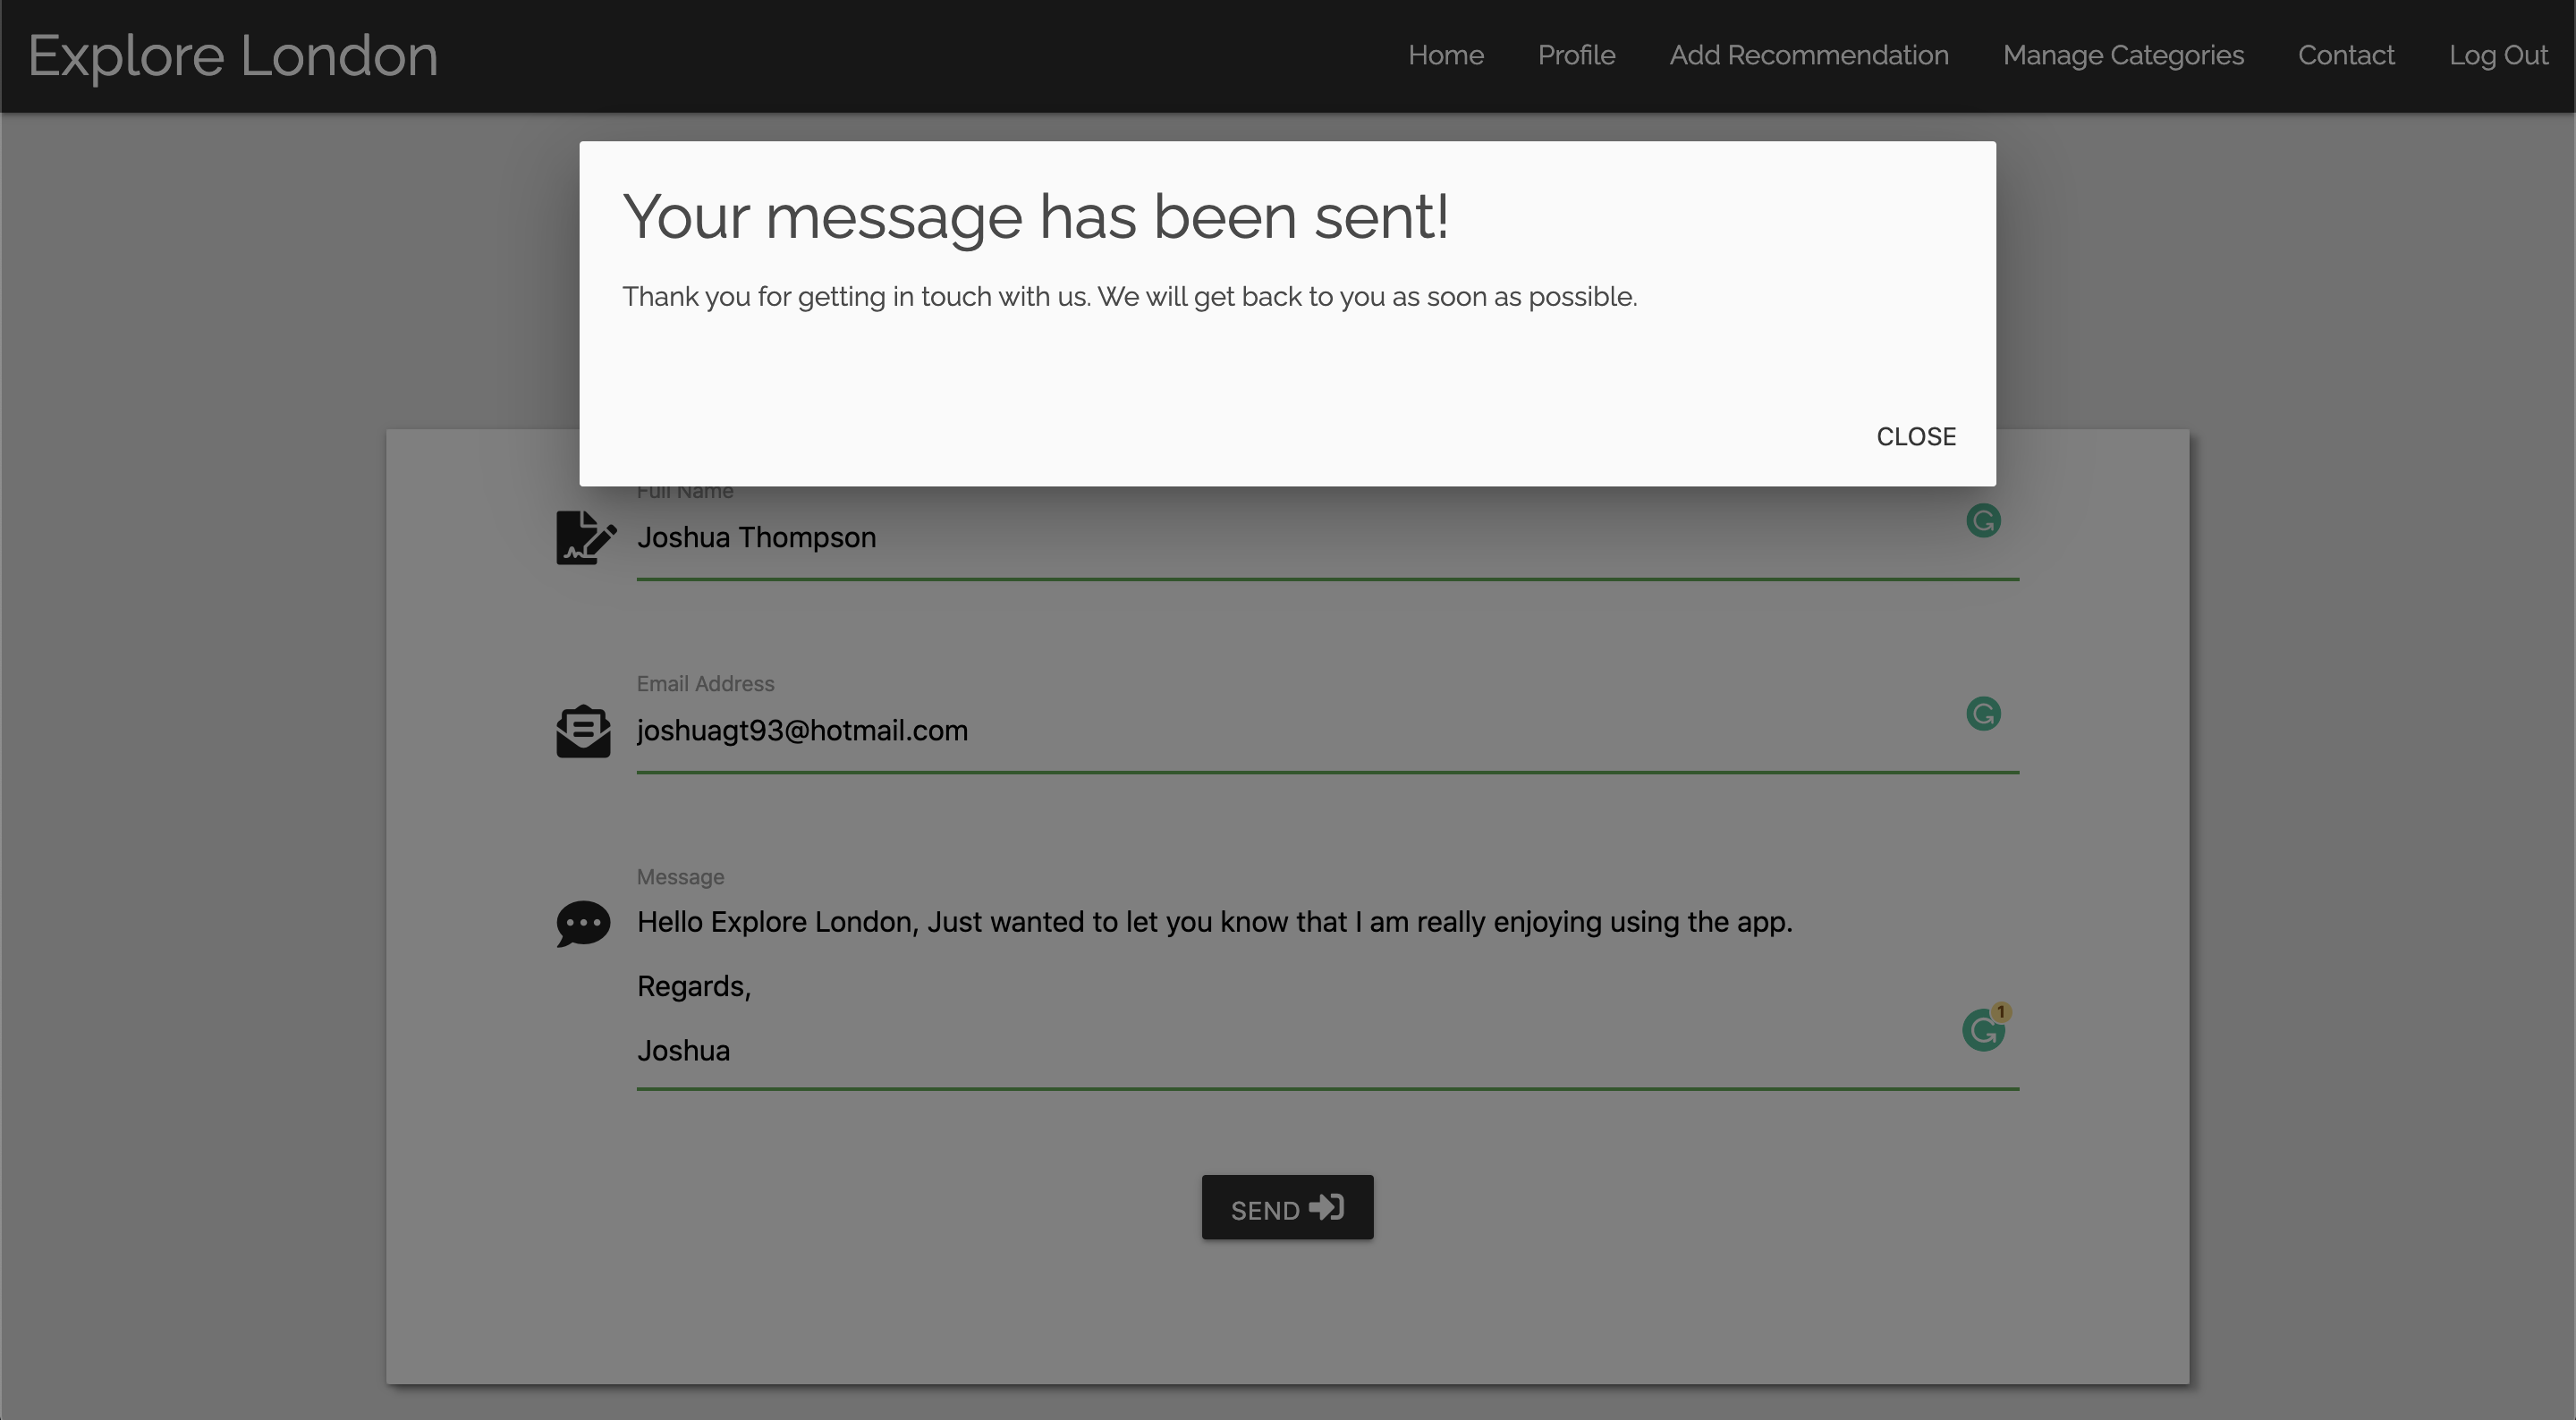 Explore London
Home Profile Add Recommendation Manage Categories Contact Log Out
Your message has been sent!
Thank you for getting in touch with us. We will get back to you as soon as possible.
CLOSE
Full Name
Joshua Thompson
Email Address
joshuagt93@hotmail.com
Message
Hello Explore London, Just wanted to let you know that I am really enjoying using the app.
Regards,
1
Joshua
SEND